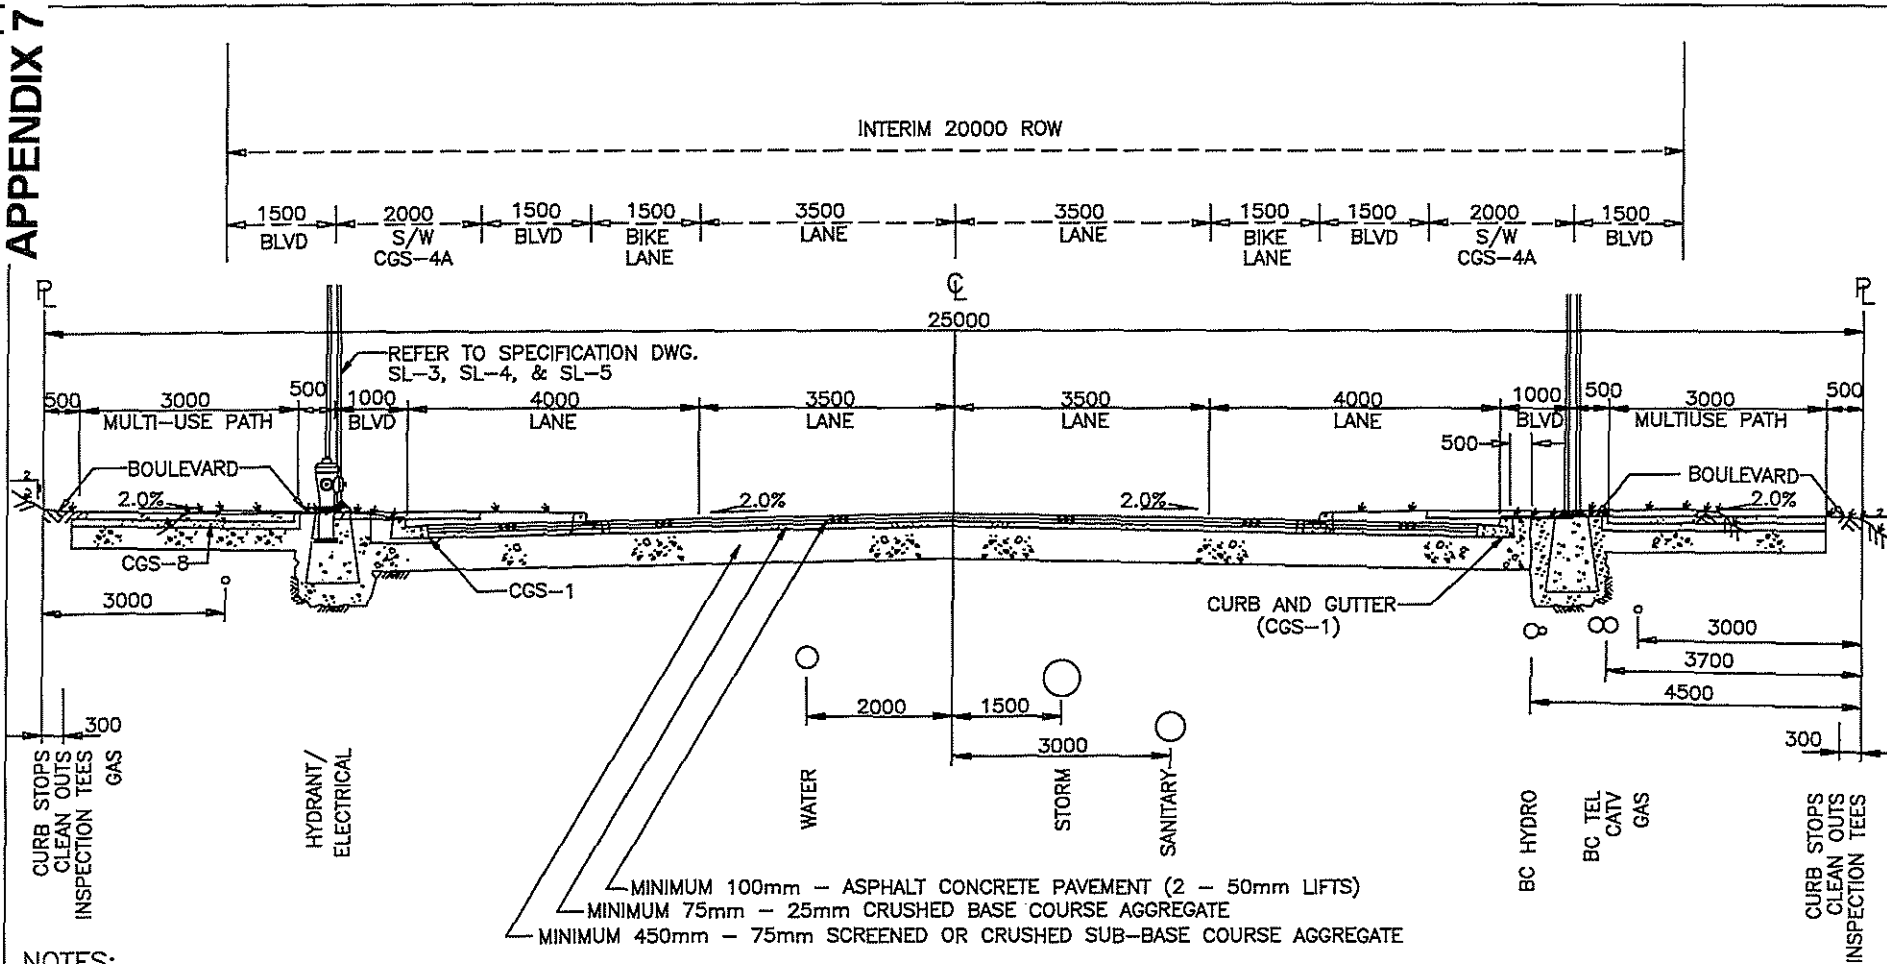 APPENDIX 7
INTERIM 20000 ROW
1500 2000 1500 1500 3500 3500 1500 1500 2000 1500
BLVD S/W BLVD BIKE LANE LANE BIKE BLVD S/W BLVD
CGS-4A LANE LANE CGS-4A
PL CL PL
25000
REFER TO SPECIFICATION DWG.
SL-3, SL-4, & SL-5
500 3000 500 1000 4000 3500 3500 4000 1000 500 3000 500
MULTI-USE PATH BLVD LANE LANE LANE LANE BLVD MULTIUSE PATH
500
BOULEVARD BOULEVARD
2.0% 2.0% 2.0% 2.0%
2 2
CGS-8
CGS-1
3000
CURB AND GUTTER
(CGS-1)
3000
3700
4500
2000 1500
3000
300 300
CURB STOPS
CLEAN OUTS
INSPECTION TEES
GAS
HYDRANT/
ELECTRICAL
WATER
STORM
SANITARY
BC HYDRO
BC TEL
CATV
GAS
CURB STOPS
CLEAN OUTS
INSPECTION TEES
MINIMUM 100mm - ASPHALT CONCRETE PAVEMENT (2 - 50mm LIFTS)
MINIMUM 75mm - 25mm CRUSHED BASE COURSE AGGREGATE
MINIMUM 450mm - 75mm SCREENED OR CRUSHED SUB-BASE COURSE AGGREGATE
NOTES: